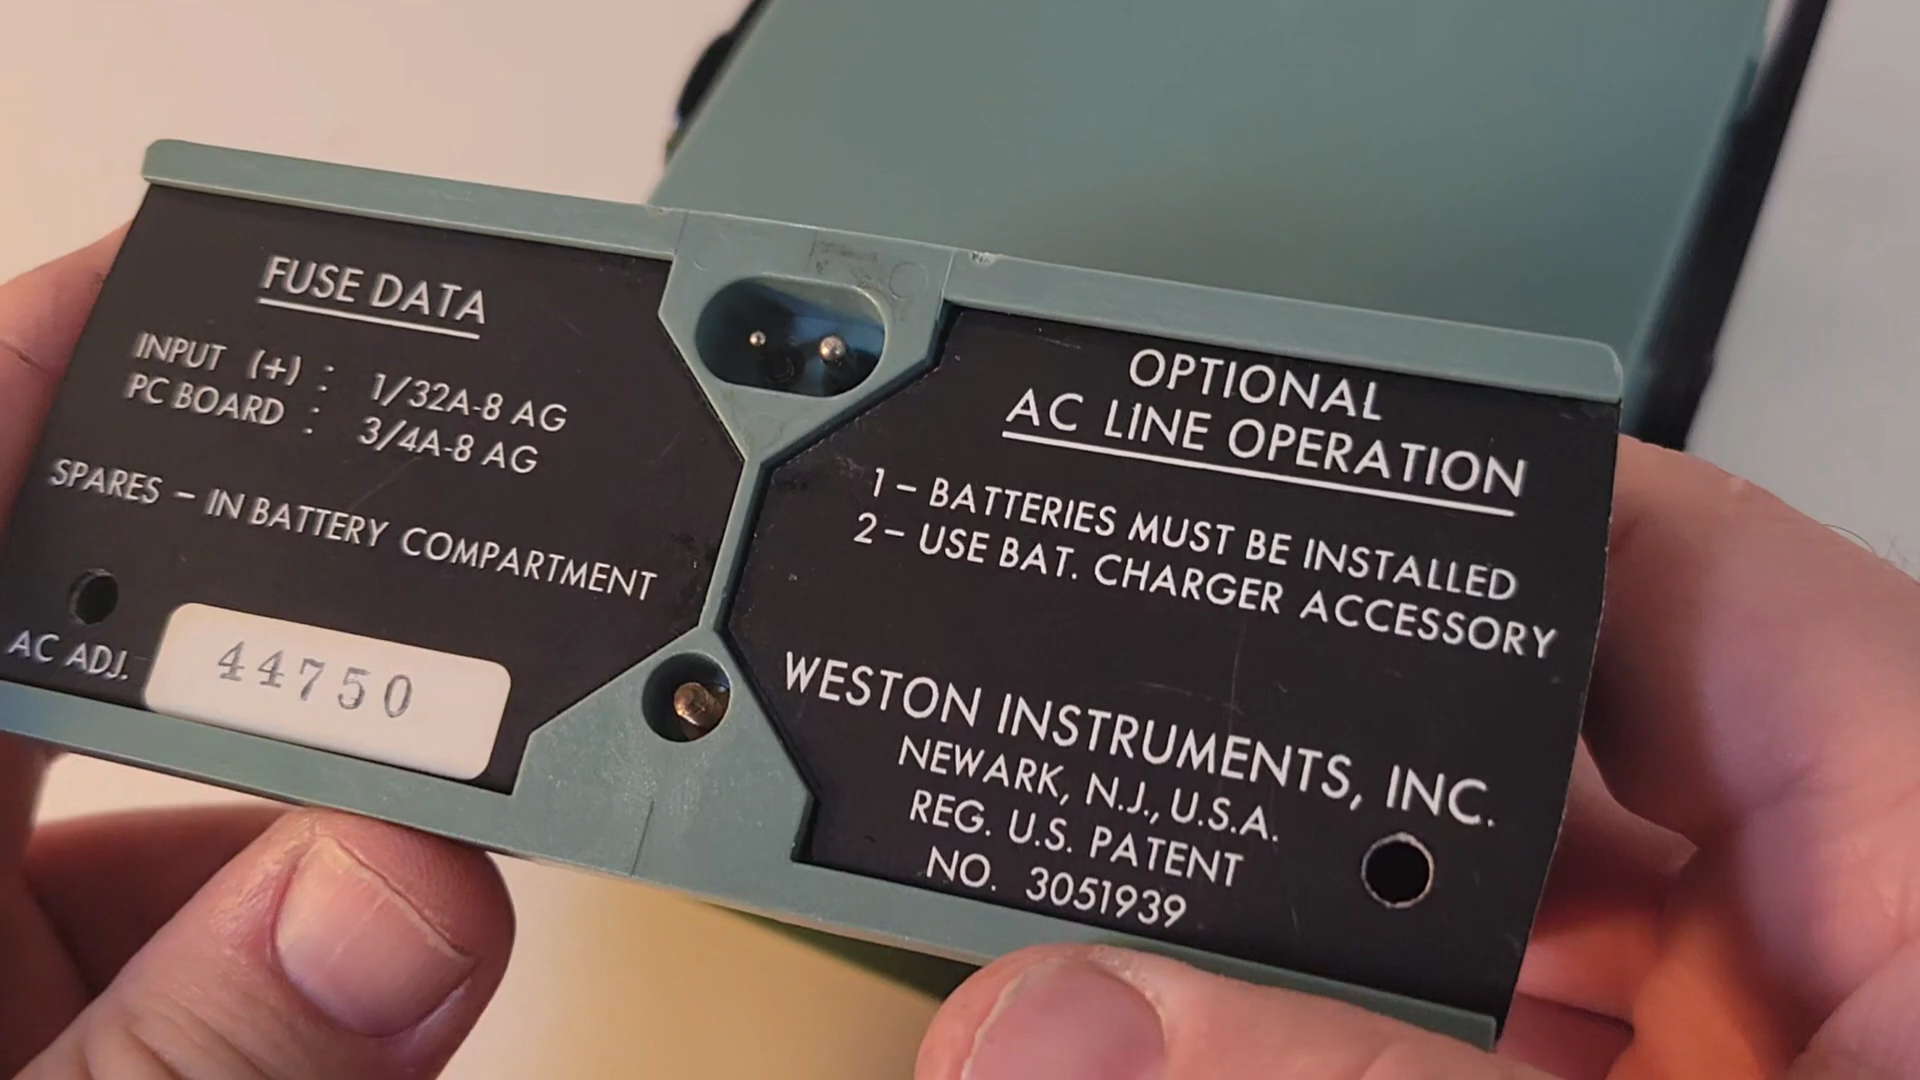 FUSE DATA
INPUT (+) : 1/32A-8 AG
PC BOARD : 3/4A-8 AG
SPARES – IN BATTERY COMPARTMENT
AC ADJ.
44750
OPTIONAL
AC LINE OPERATION
1 – BATTERIES MUST BE INSTALLED
2 – USE BAT. CHARGER ACCESSORY
WESTON INSTRUMENTS, INC.
NEWARK, N.J., U.S.A.
REG. U.S. PATENT
NO. 3051939